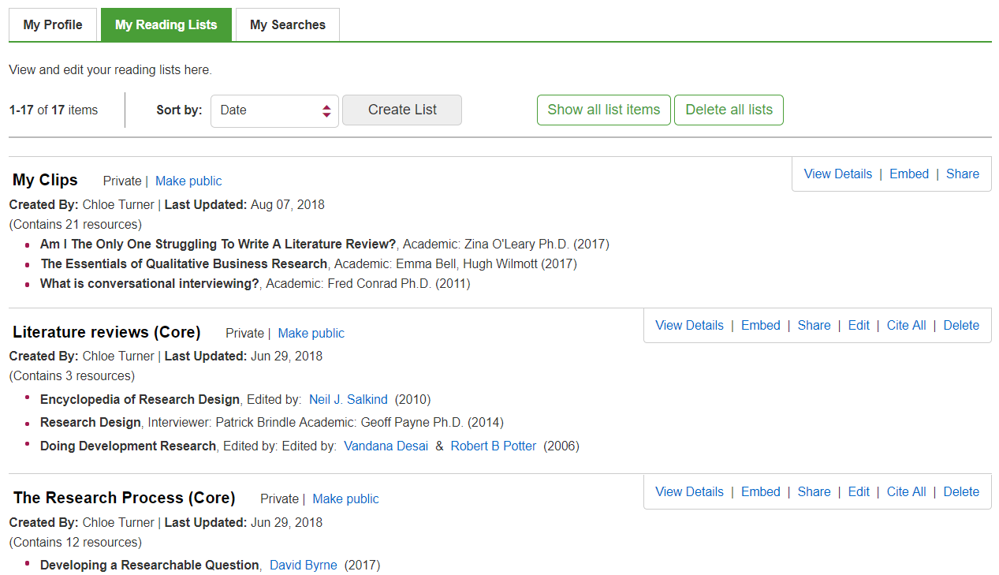 My Profile My Reading Lists My Searches
View and edit your reading lists here.
1-17 of 17 items Sort by: Date Create List Show all list items Delete all lists
My Clips Private | Make public View Details | Embed | Share
Created By: Chloe Turner | Last Updated: Aug 07, 2018
(Contains 21 resources)
• Am I The Only One Struggling To Write A Literature Review?, Academic: Zina O'Leary Ph.D. (2017)
• The Essentials of Qualitative Business Research, Academic: Emma Bell, Hugh Wilmott (2017)
• What is conversational interviewing?, Academic: Fred Conrad Ph.D. (2011)
Literature reviews (Core) Private | Make public View Details | Embed | Share | Edit | Cite All | Delete
Created By: Chloe Turner | Last Updated: Jun 29, 2018
(Contains 3 resources)
• Encyclopedia of Research Design, Edited by: Neil J. Salkind (2010)
• Research Design, Interviewer: Patrick Brindle Academic: Geoff Payne Ph.D. (2014)
• Doing Development Research, Edited by: Edited by: Vandana Desai & Robert B Potter (2006)
The Research Process (Core) Private | Make public View Details | Embed | Share | Edit | Cite All | Delete
Created By: Chloe Turner | Last Updated: Jun 29, 2018
(Contains 12 resources)
• Developing a Researchable Question, David Byrne (2017)